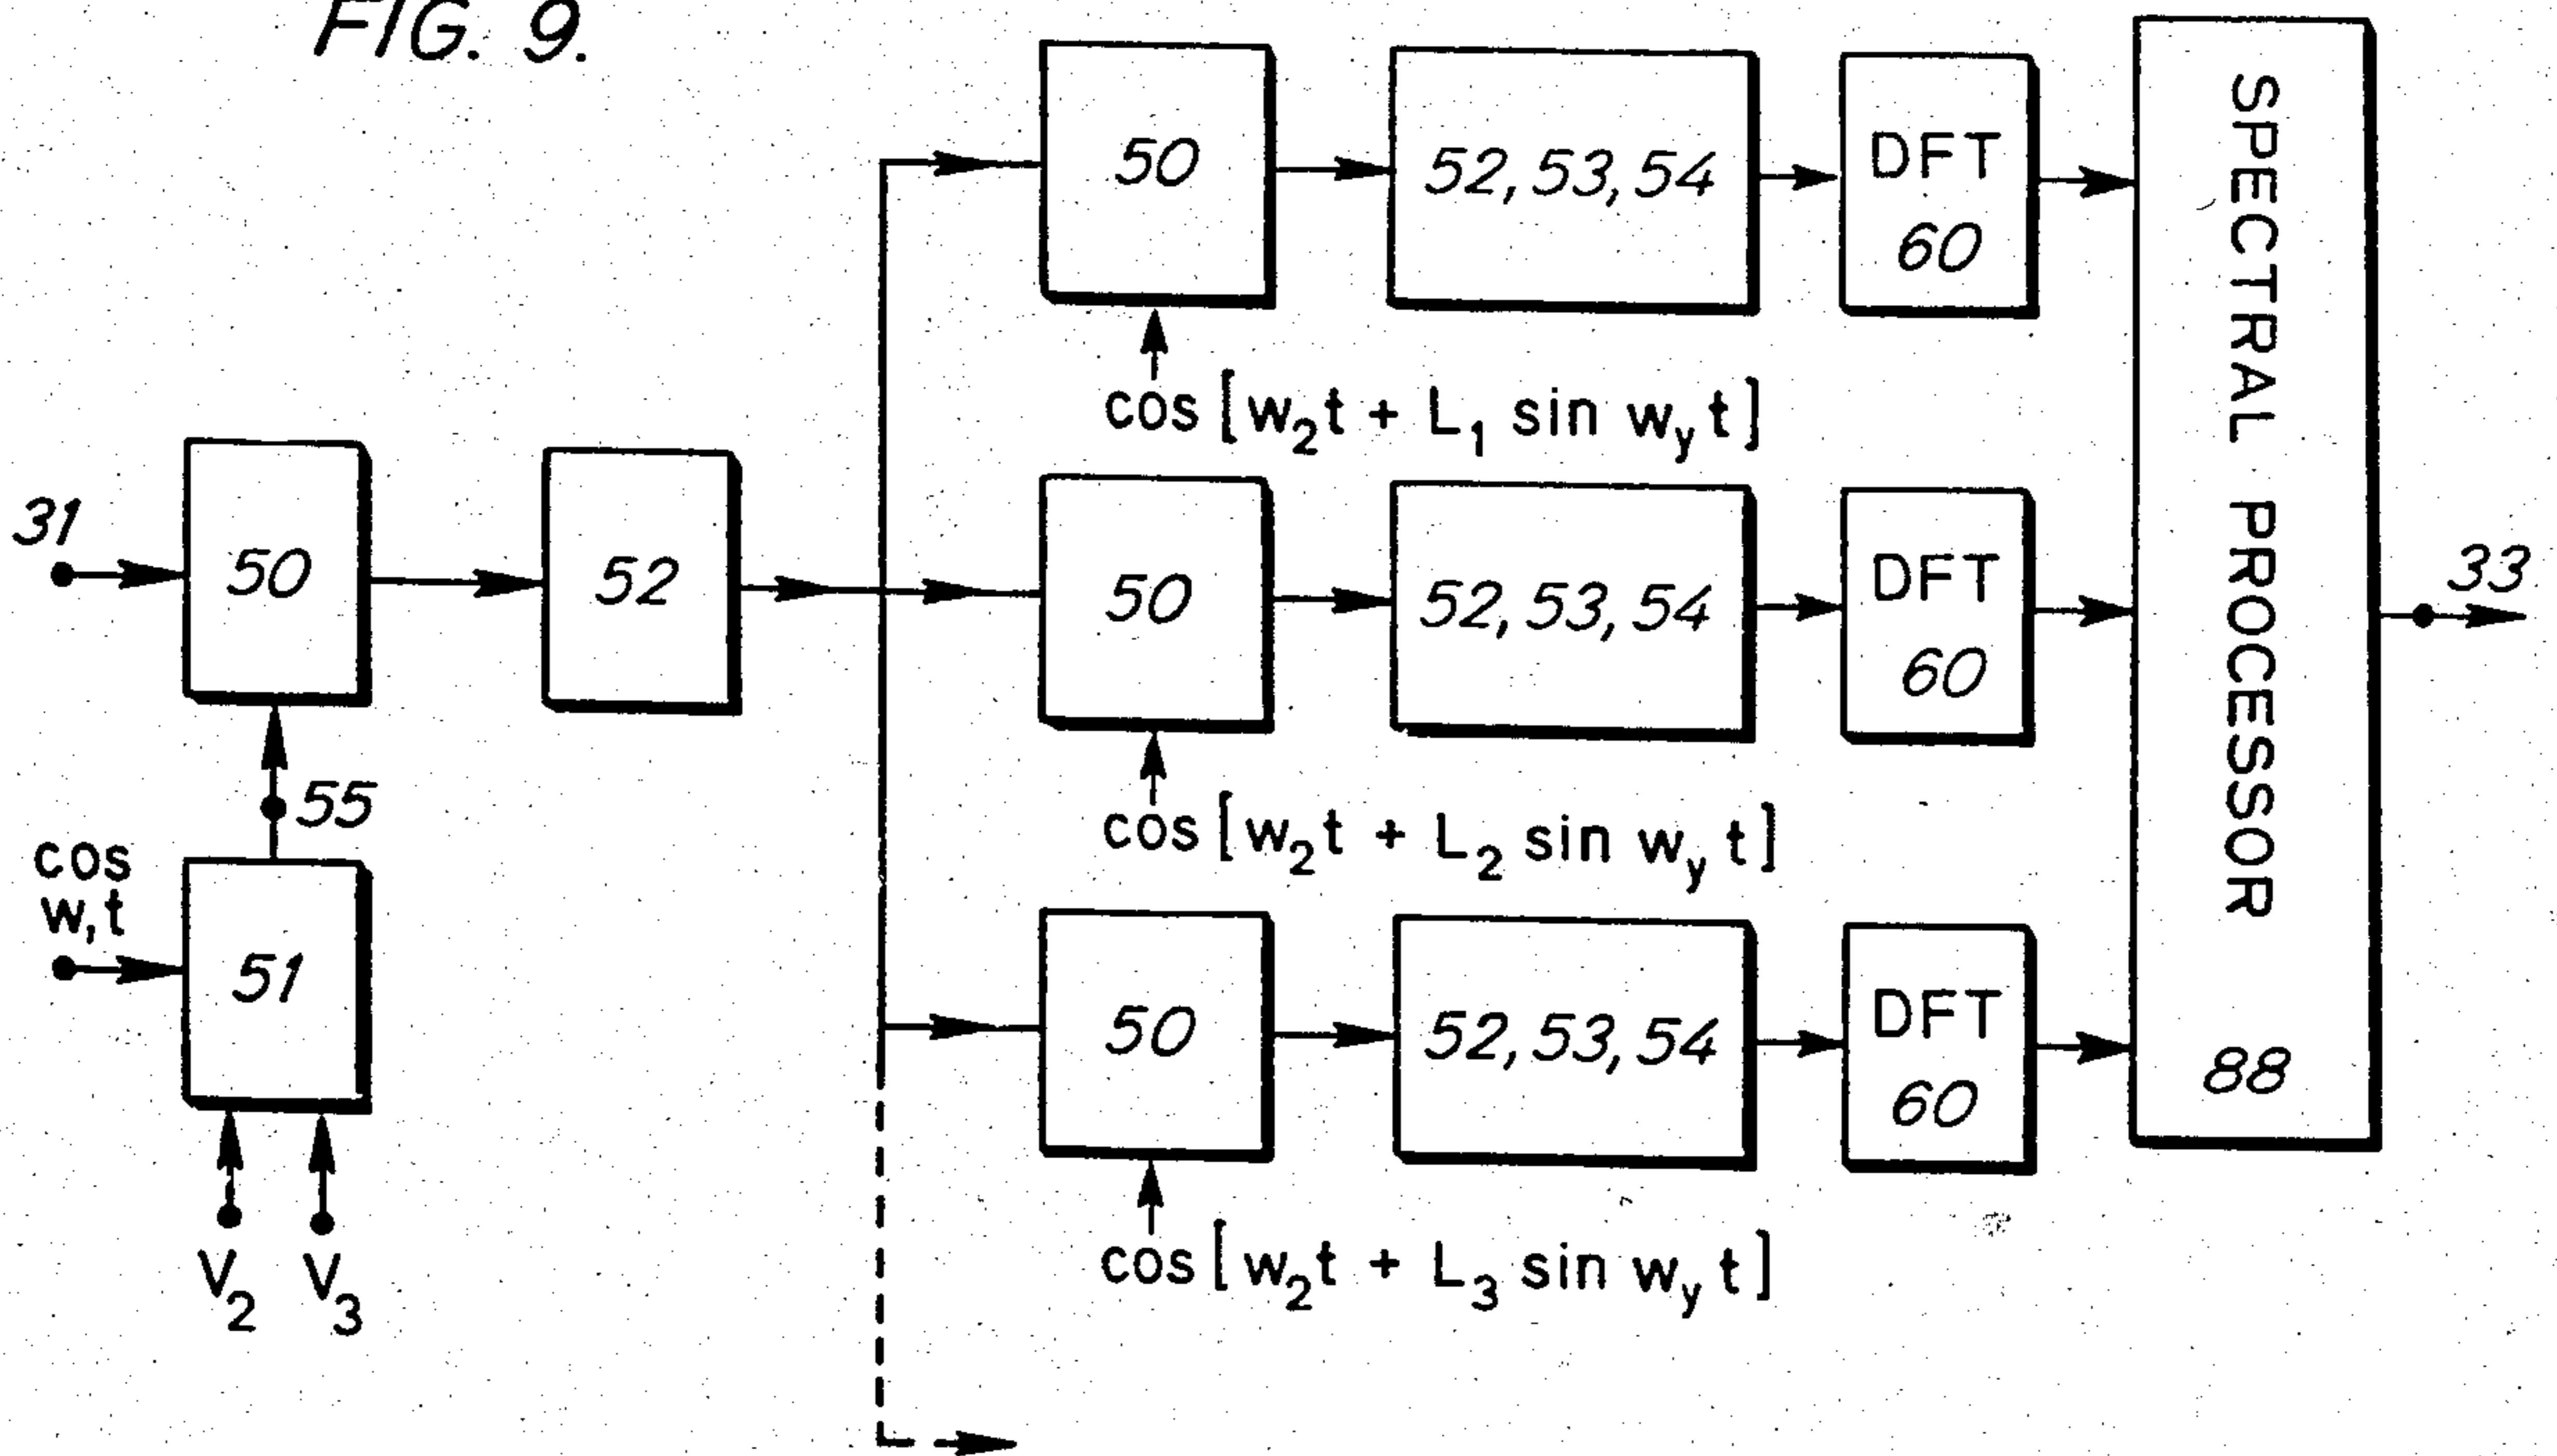 FIG. 9.
31
50
52
55
cos
w,t
51
V2 V3
50
52, 53, 54
DFT
60
cos [w2t + L1 sin wy t]
50
52, 53, 54
DFT
60
cos [w2t + L2 sin wy t]
50
52, 53, 54
DFT
60
cos [w2t + L3 sin wy t]
SPECTRAL PROCESSOR
88
33